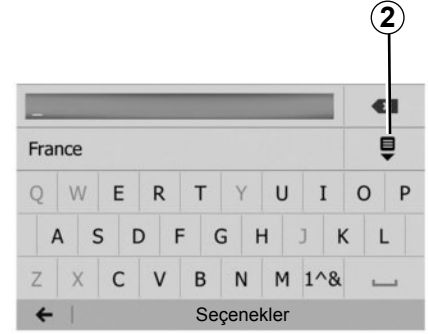 2
_
France
Q W E R T Y U I O P
A S D F G H J K L
Z X C V B N M 1^&
Seçenekler